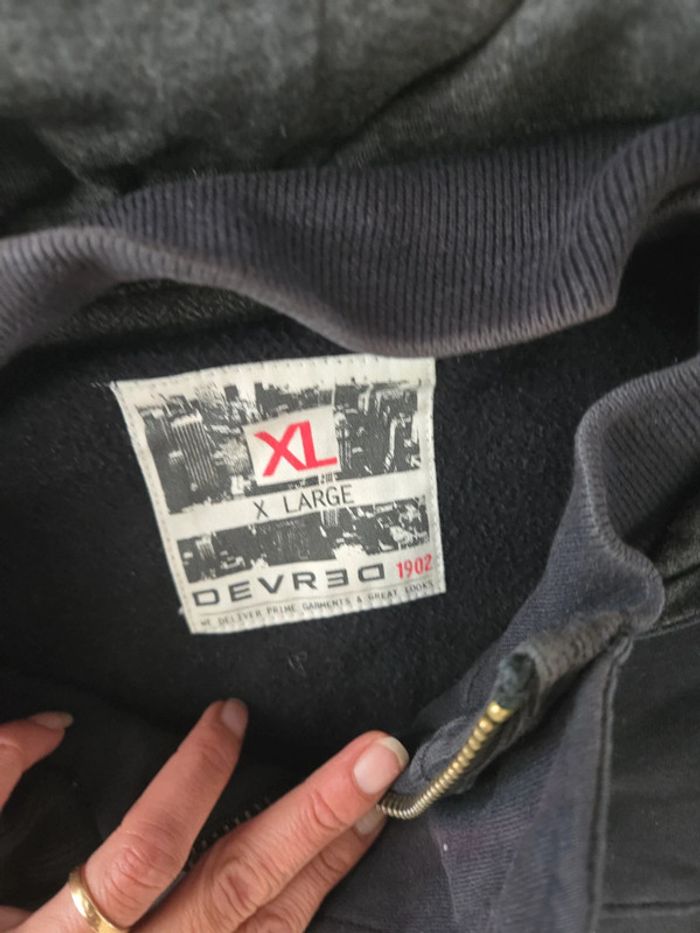 XL
X LARGE
DEVRED 1902
WE DELIVER PRIME GARMENTS & GREAT LOOKS